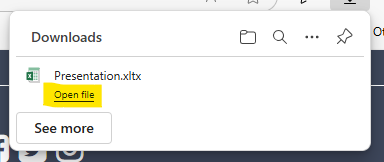 Downloads
Presentation.xltx
Open file
See more